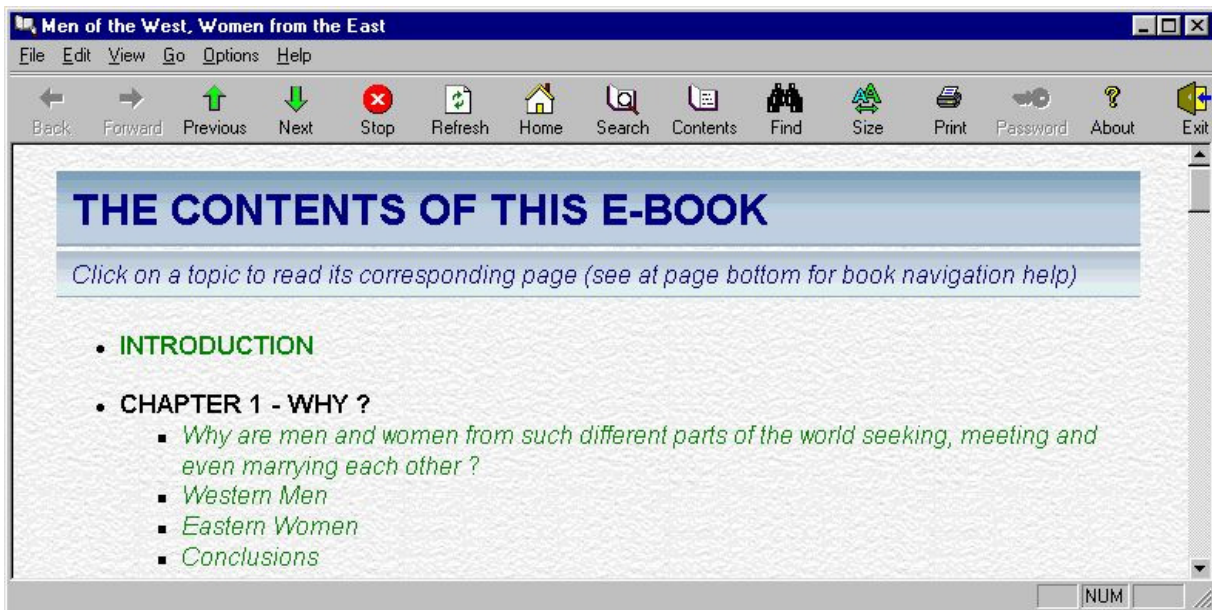 Men of the West, Women from the East
File Edit View Go Options Help
Back Forward Previous Next Stop Refresh Home Search Contents Find Size Print Password About Exit
THE CONTENTS OF THIS E-BOOK
Click on a topic to read its corresponding page (see at page bottom for book navigation help)
• INTRODUCTION
• CHAPTER 1 - WHY ?
▪ Why are men and women from such different parts of the world seeking, meeting and
even marrying each other ?
▪ Western Men
▪ Eastern Women
▪ Conclusions
NUM